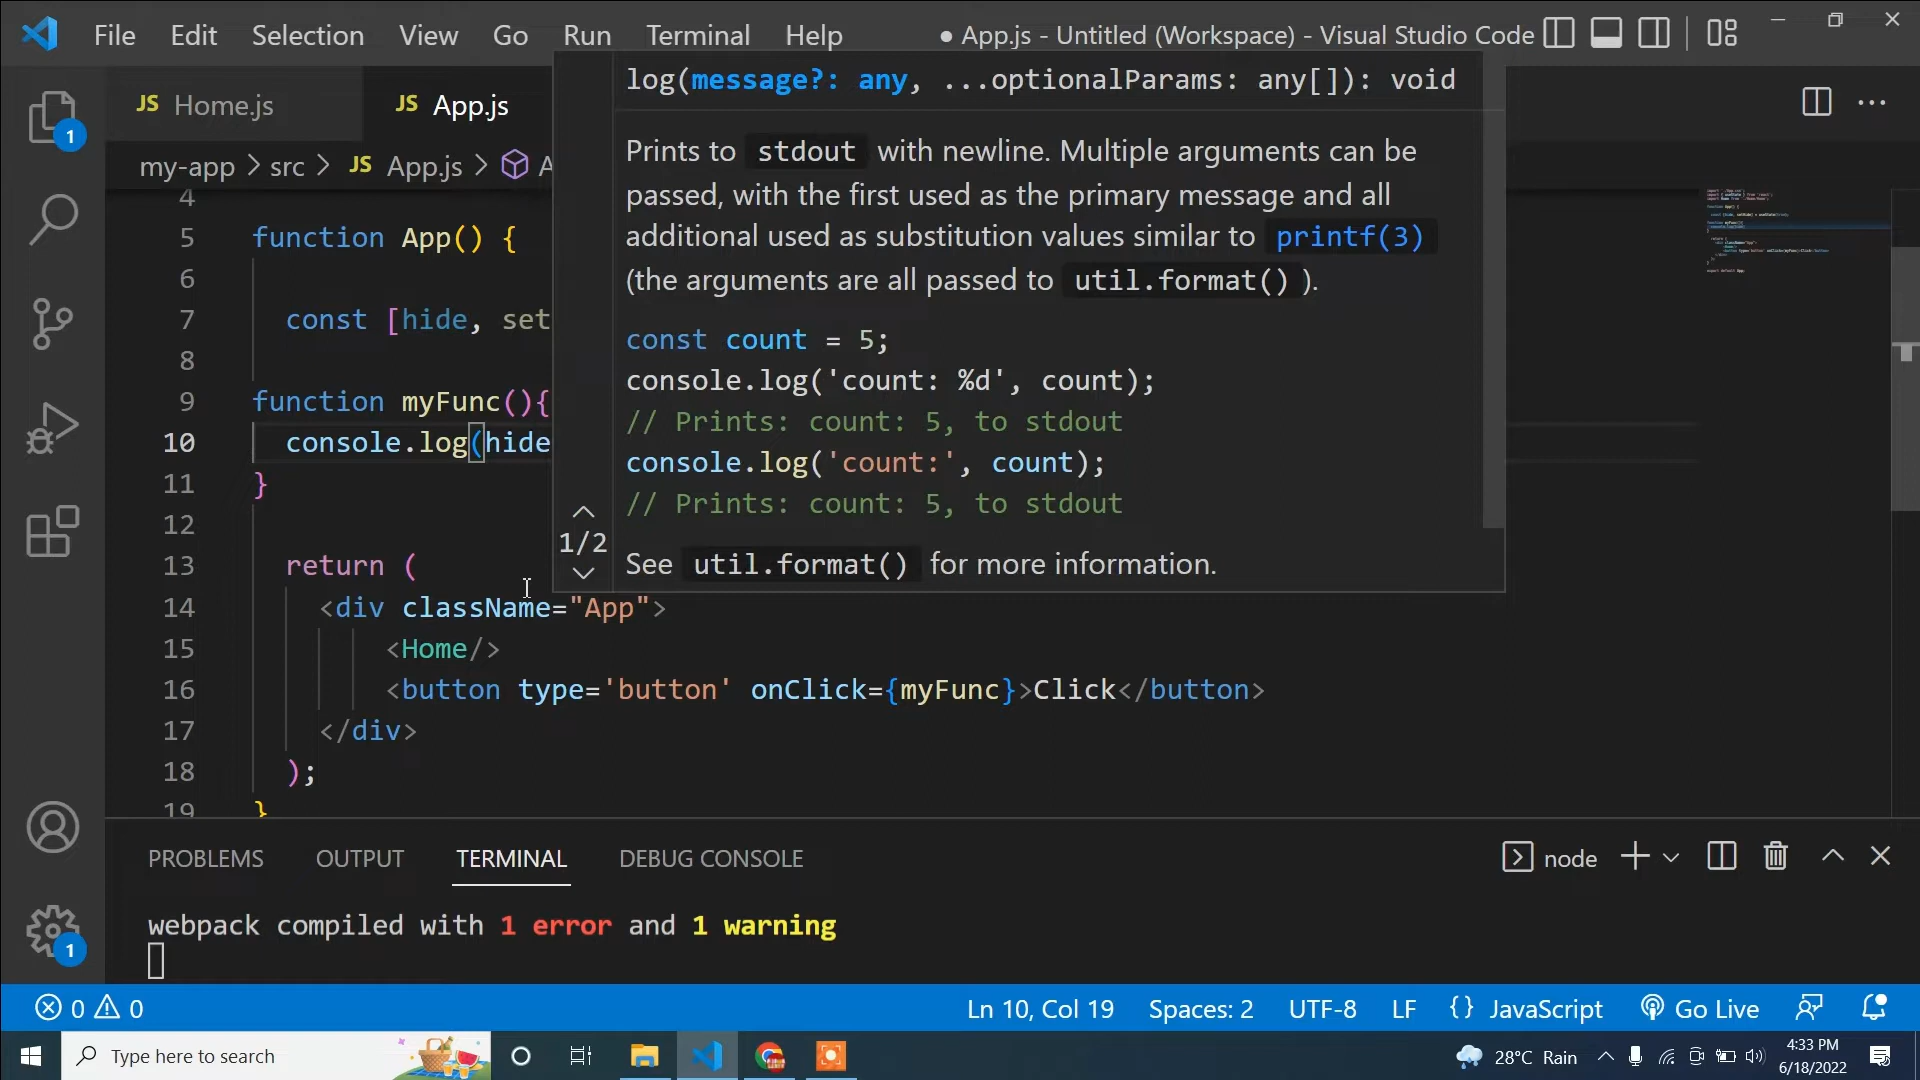 File Edit Selection View Go Run Terminal Help ● App.js - Untitled (Workspace) - Visual Studio Code
JS Home.js JS App.js
my-app > src > JS App.js > A
log(message?: any, ...optionalParams: any[]): void
Prints to stdout with newline. Multiple arguments can be
passed, with the first used as the primary message and all
additional used as substitution values similar to printf(3)
(the arguments are all passed to util.format() ).
const count = 5;
console.log('count: %d', count);
// Prints: count: 5, to stdout
console.log('count:', count);
// Prints: count: 5, to stdout
1/2
See util.format() for more information.
4
5 function App() {
6
7 const [hide, set
8
9 function myFunc(){
10 console.log(hide
11 }
12
13 return (
14 <div className="App">
15 <Home/>
16 <button type='button' onClick={myFunc}>Click</button>
17 </div>
18 );
19 }
PROBLEMS OUTPUT TERMINAL DEBUG CONSOLE node
webpack compiled with 1 error and 1 warning
1
1
0 0 Ln 10, Col 19 Spaces: 2 UTF-8 LF {} JavaScript Go Live
Type here to search 28°C Rain 4:33 PM
6/18/2022